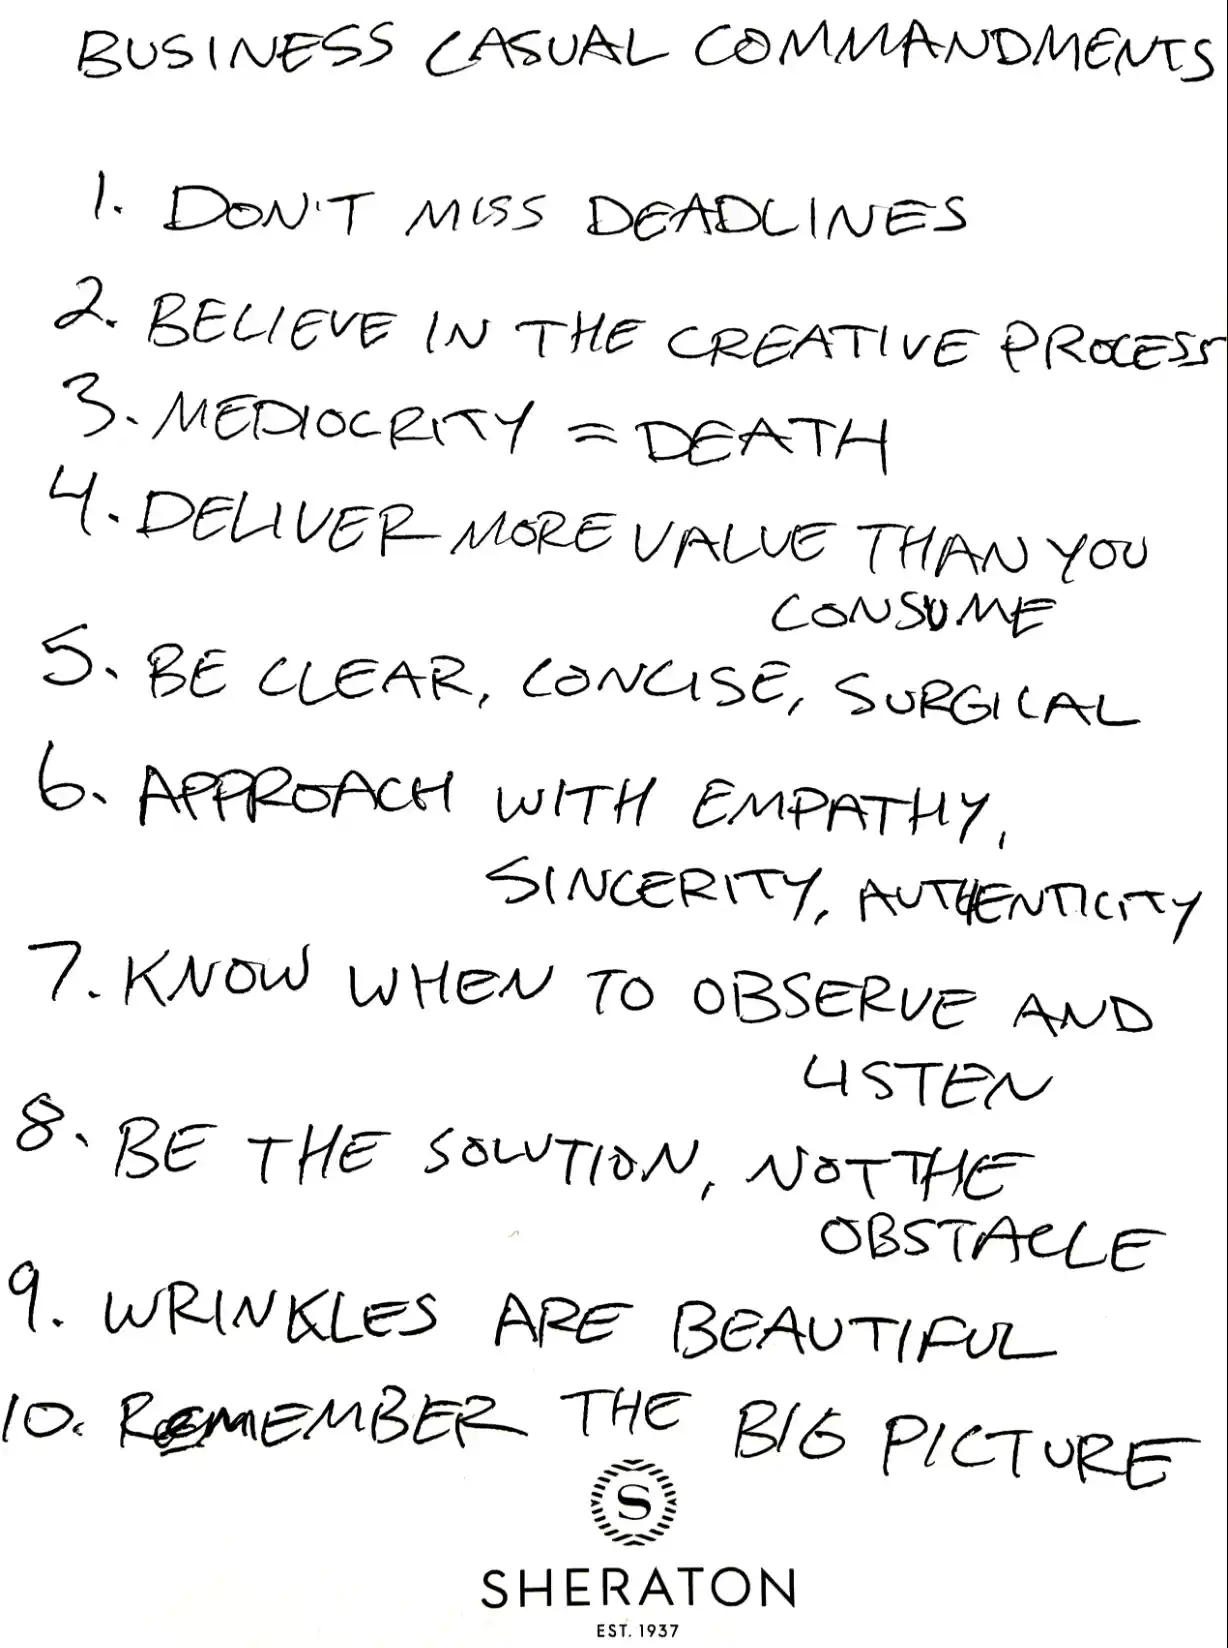 BUSINESS CASUAL COMMANDMENTS
1. DON'T MISS DEADLINES
2. BELIEVE IN THE CREATIVE PROCESS
3. MEDIOCRITY = DEATH
4. DELIVER MORE VALUE THAN YOU
CONSUME
5. BE CLEAR, CONCISE, SURGICAL
6. APPROACH WITH EMPATHY,
SINCERITY, AUTHENTICITY
7. KNOW WHEN TO OBSERVE AND
LISTEN
8. BE THE SOLUTION, NOT THE
OBSTACLE
9. WRINKLES ARE BEAUTIFUL
10. REMEMBER THE BIG PICTURE
S
SHERATON
EST. 1937